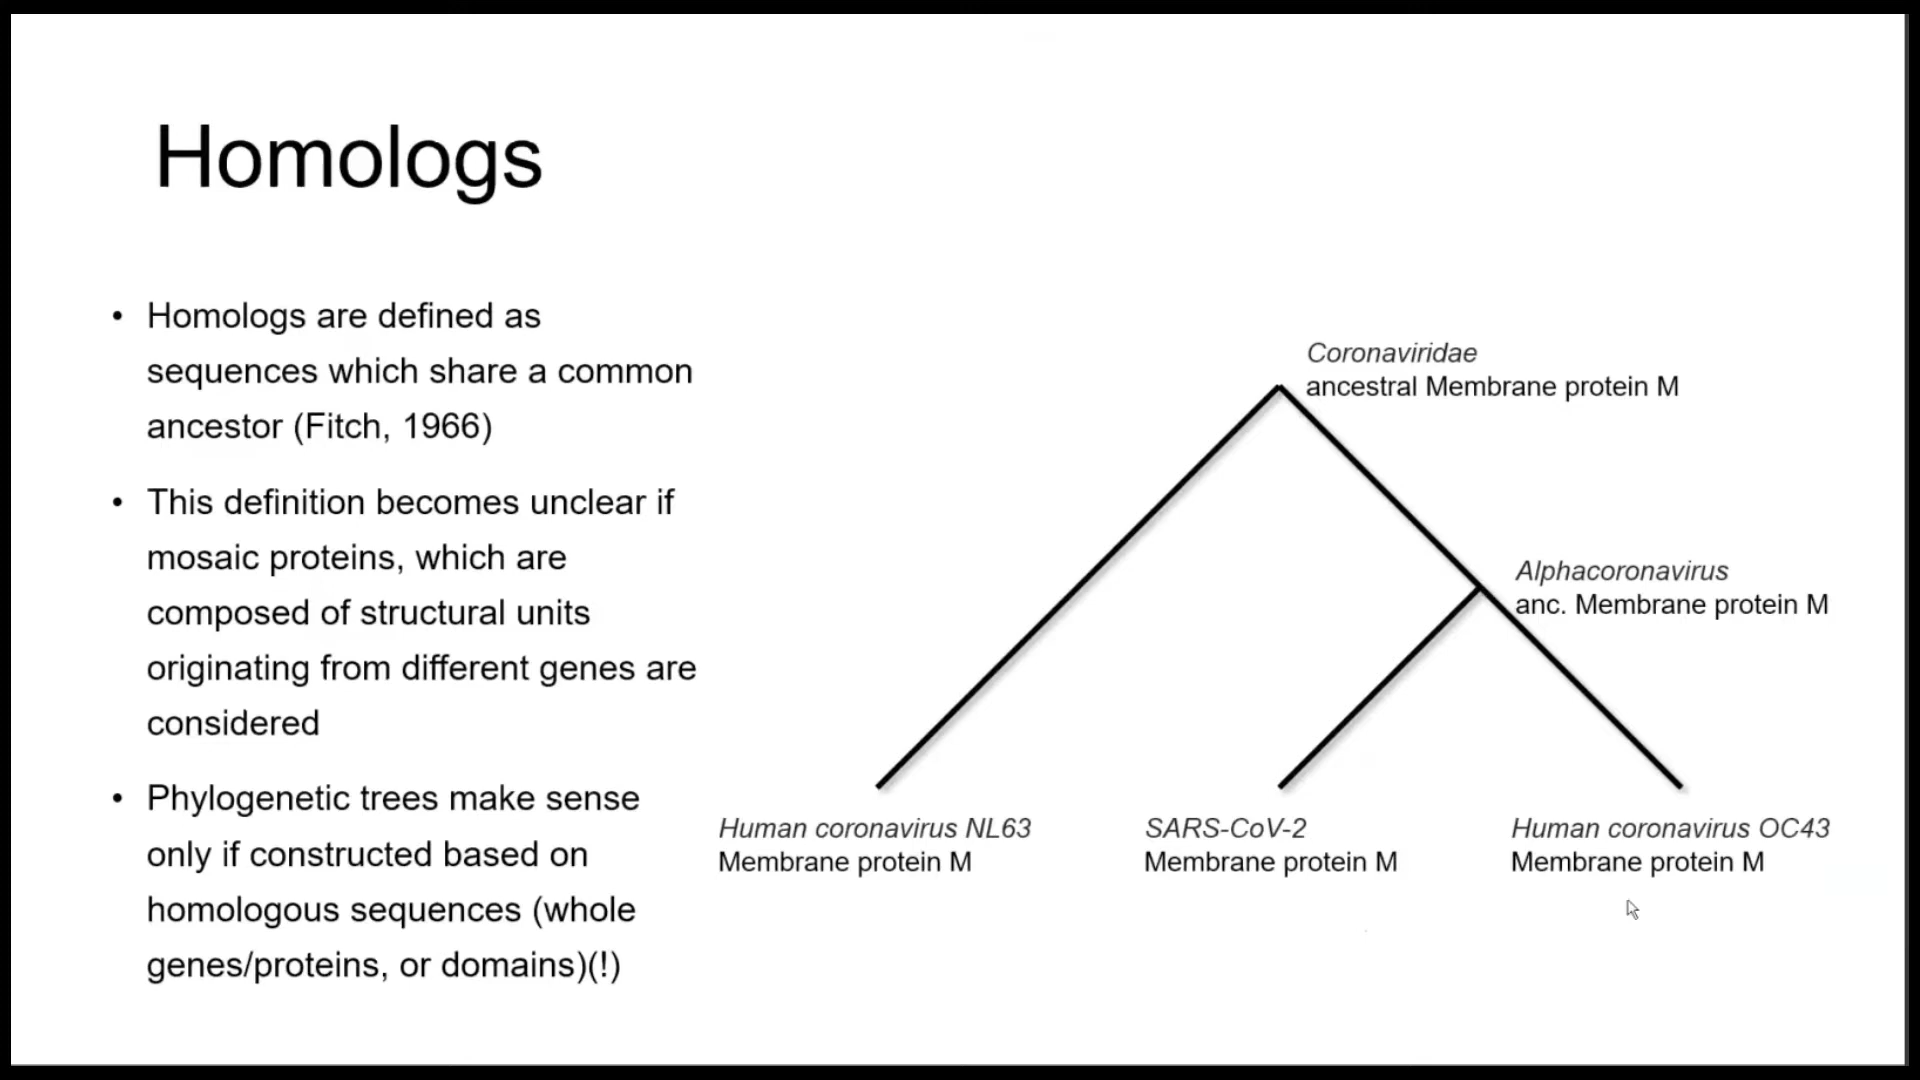 Homologs
• Homologs are defined as
sequences which share a common
ancestor (Fitch, 1966)
• This definition becomes unclear if
mosaic proteins, which are
composed of structural units
originating from different genes are
considered
• Phylogenetic trees make sense
only if constructed based on
homologous sequences (whole
genes/proteins, or domains)(!)
Coronaviridae
ancestral Membrane protein M
Alphacoronavirus
anc. Membrane protein M
Human coronavirus NL63
Membrane protein M
SARS-CoV-2
Membrane protein M
Human coronavirus OC43
Membrane protein M